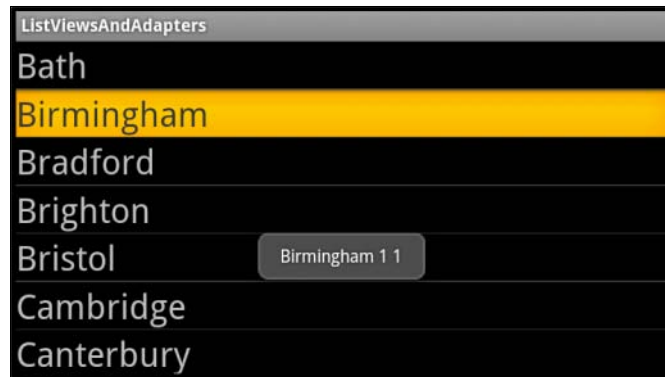 ListViewsAndAdapters
Bath
Birmingham
Bradford
Brighton
Bristol
Birmingham 1 1
Cambridge
Canterbury